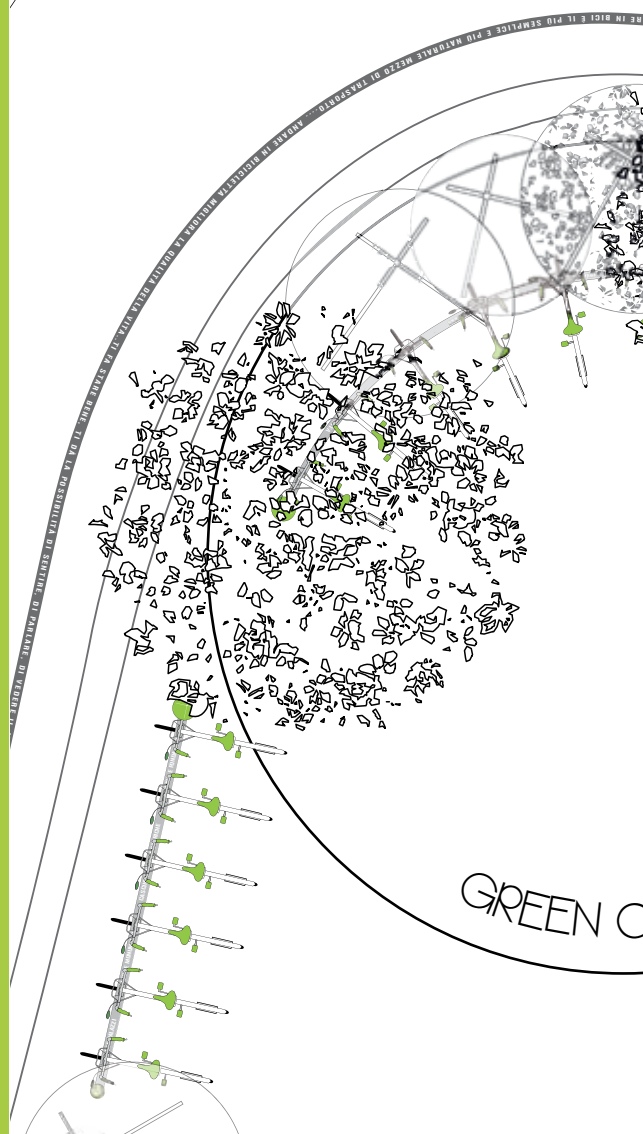 ANDARE IN BICICLETTA MIGLIORA LA QUALITÀ DELLA VITA. TI FA STARE BENE. TI DA LA POSSIBILITÀ DI SENTIRE, DI PARLARE, DI VEDERE
RE IN BICI È IL PIÙ SEMPLICE E PIÙ NATURALE MEZZO DI TRASPORTO....
GREEN